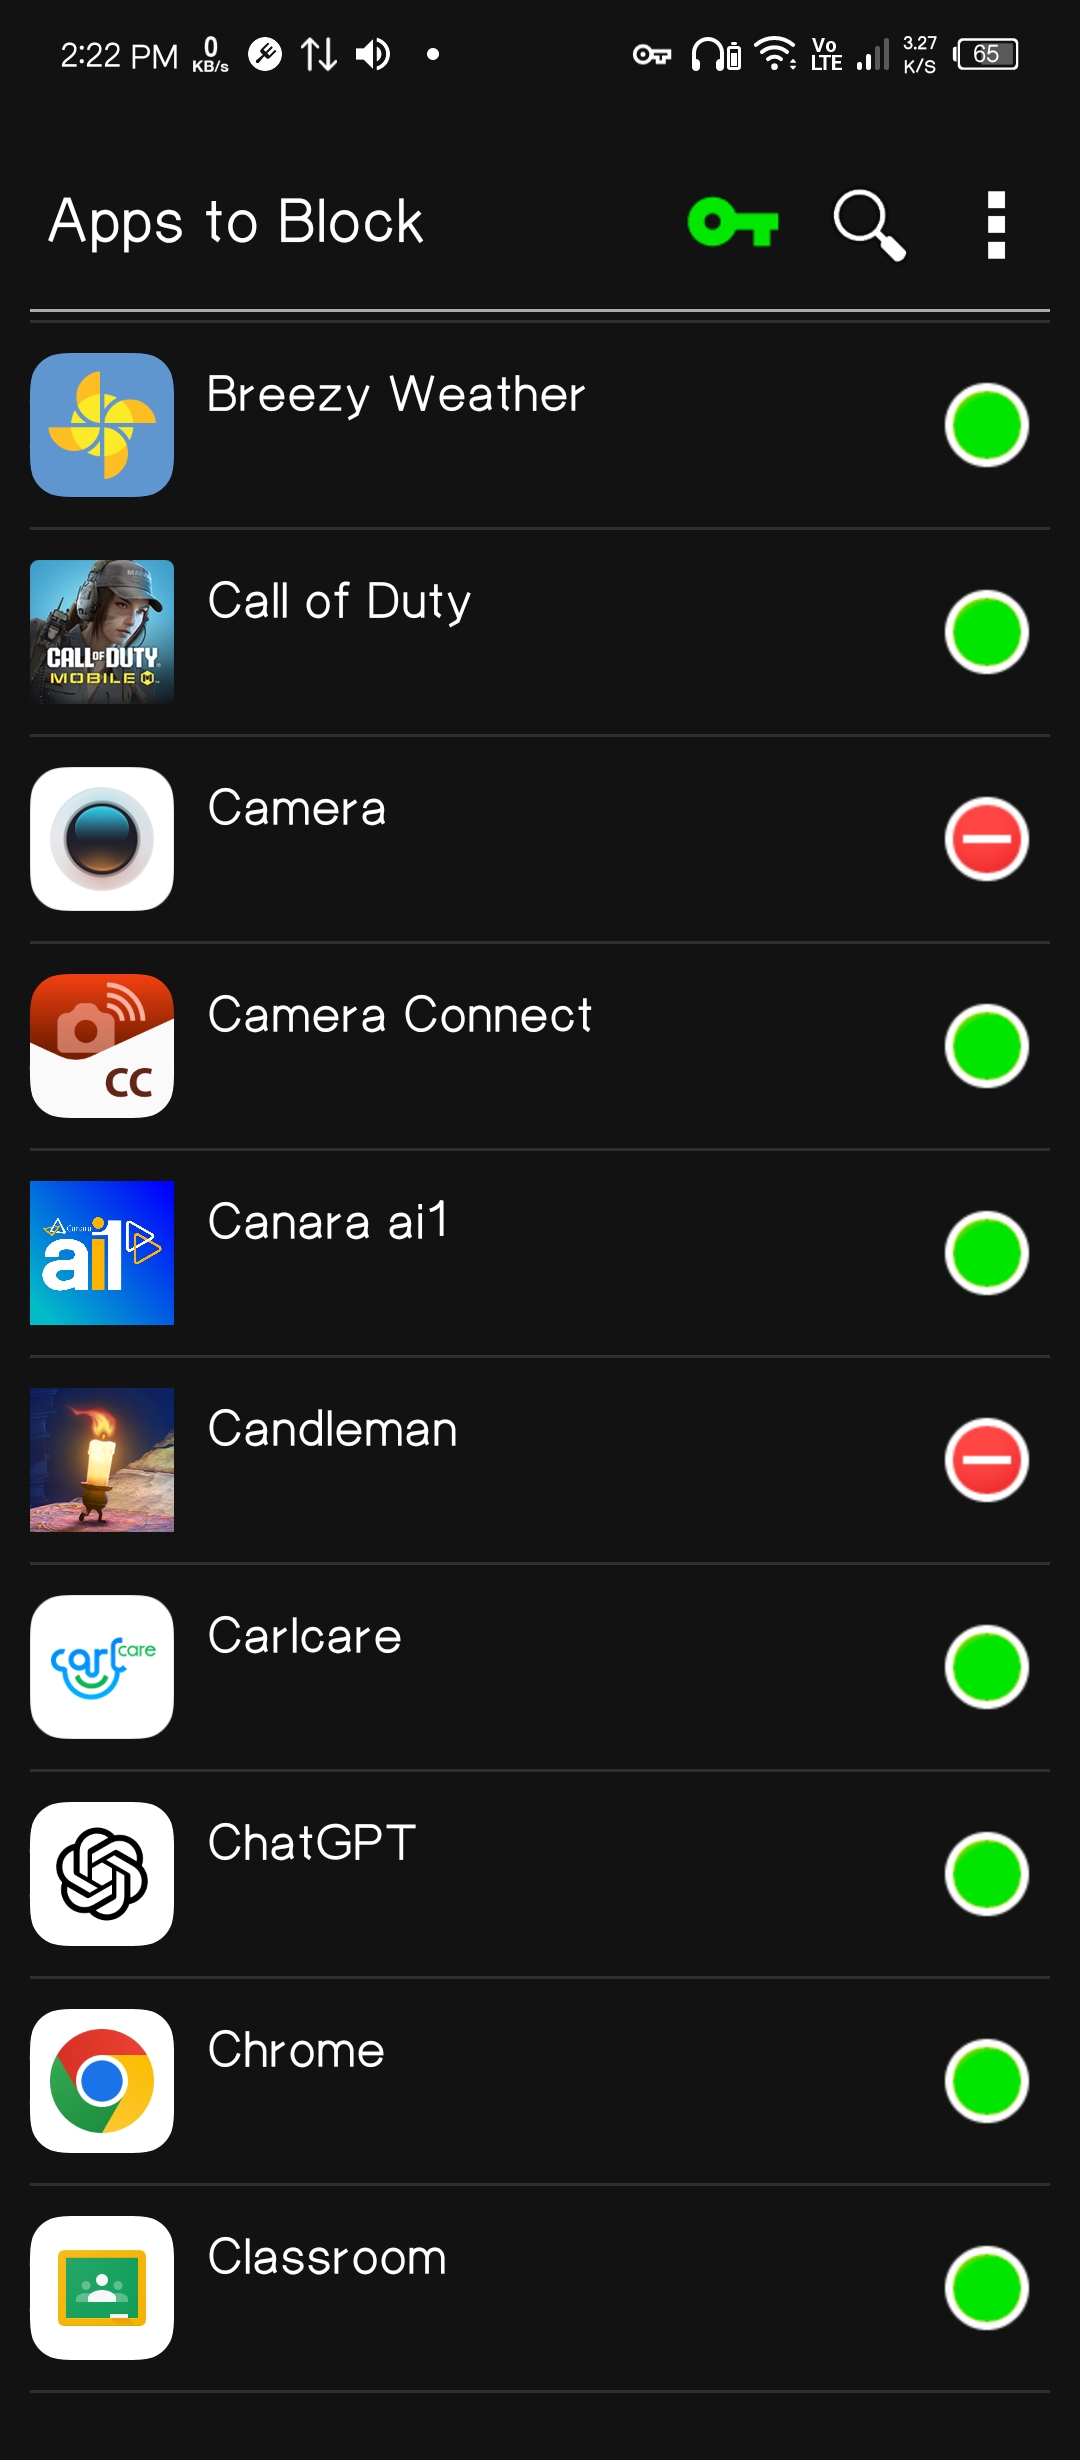 2:22 PM 0 KB/s Vo LTE 3.27 K/S 65
Apps to Block
Breezy Weather
Call of Duty
CALL OF DUTY
MOBILE
Camera
Camera Connect
CC
Canara ai1
Canara
ai1
Candleman
Carlcare
carlcare
ChatGPT
Chrome
Classroom